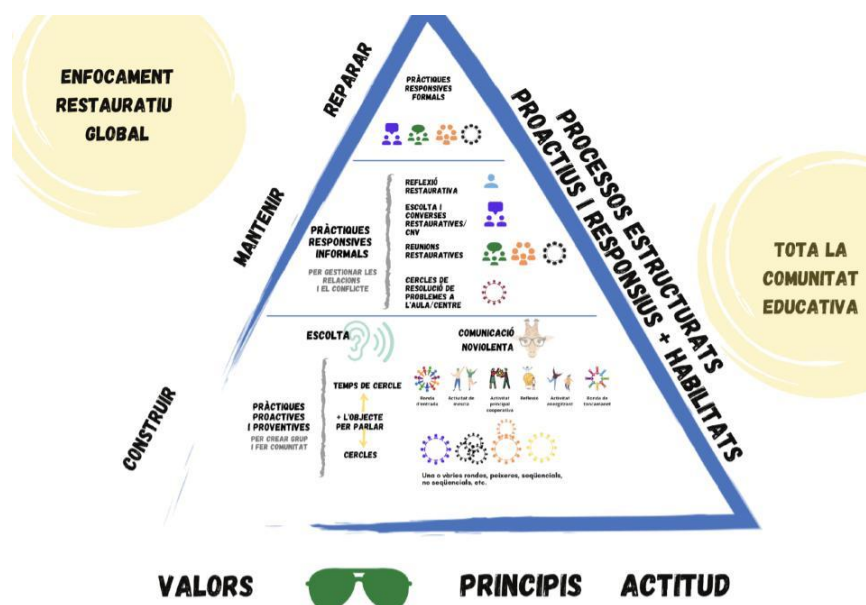 ENFOCAMENT
RESTAURATIU
GLOBAL
REPARAR
MANTENIR
CONSTRUIR
PROCESSOS ESTRUCTURATS
PROACTIUS I RESPONSIUS + HABILITATS
TOTA LA
COMUNITAT
EDUCATIVA
PRÀCTIQUES
RESPONSIVES
FORMALS
PRÀCTIQUES
RESPONSIVES
INFORMALS
PER GESTIONAR LES
RELACIONS
I EL CONFLICTE
REFLEXIÓ
RESTAURATIVA
ESCOLTA I
CONVERSES
RESTAURATIVES/
CNV
REUNIONS
RESTAURATIVES
CERCLES DE
RESOLUCIÓ DE
PROBLEMES A
L'AULA/CENTRE
ESCOLTA
COMUNICACIÓ
NOVIOLENTA
PRÀCTIQUES
PROACTIVES
I PROVENTIVES
PER CREAR GRUP
I FER COMUNITAT
TEMPS DE CERCLE
+ L'OBJECTE
PER PARLAR
CERCLES
Ronda
d'entrada
Activitat de
mescla
Activitat
principal
cooperativa
Reflexió
Activitat
energitzant
Ronda de
tancament
Una o vàries rondes, peixeres, seqüencials,
no seqüencials, etc.
VALORS
PRINCIPIS
ACTITUD